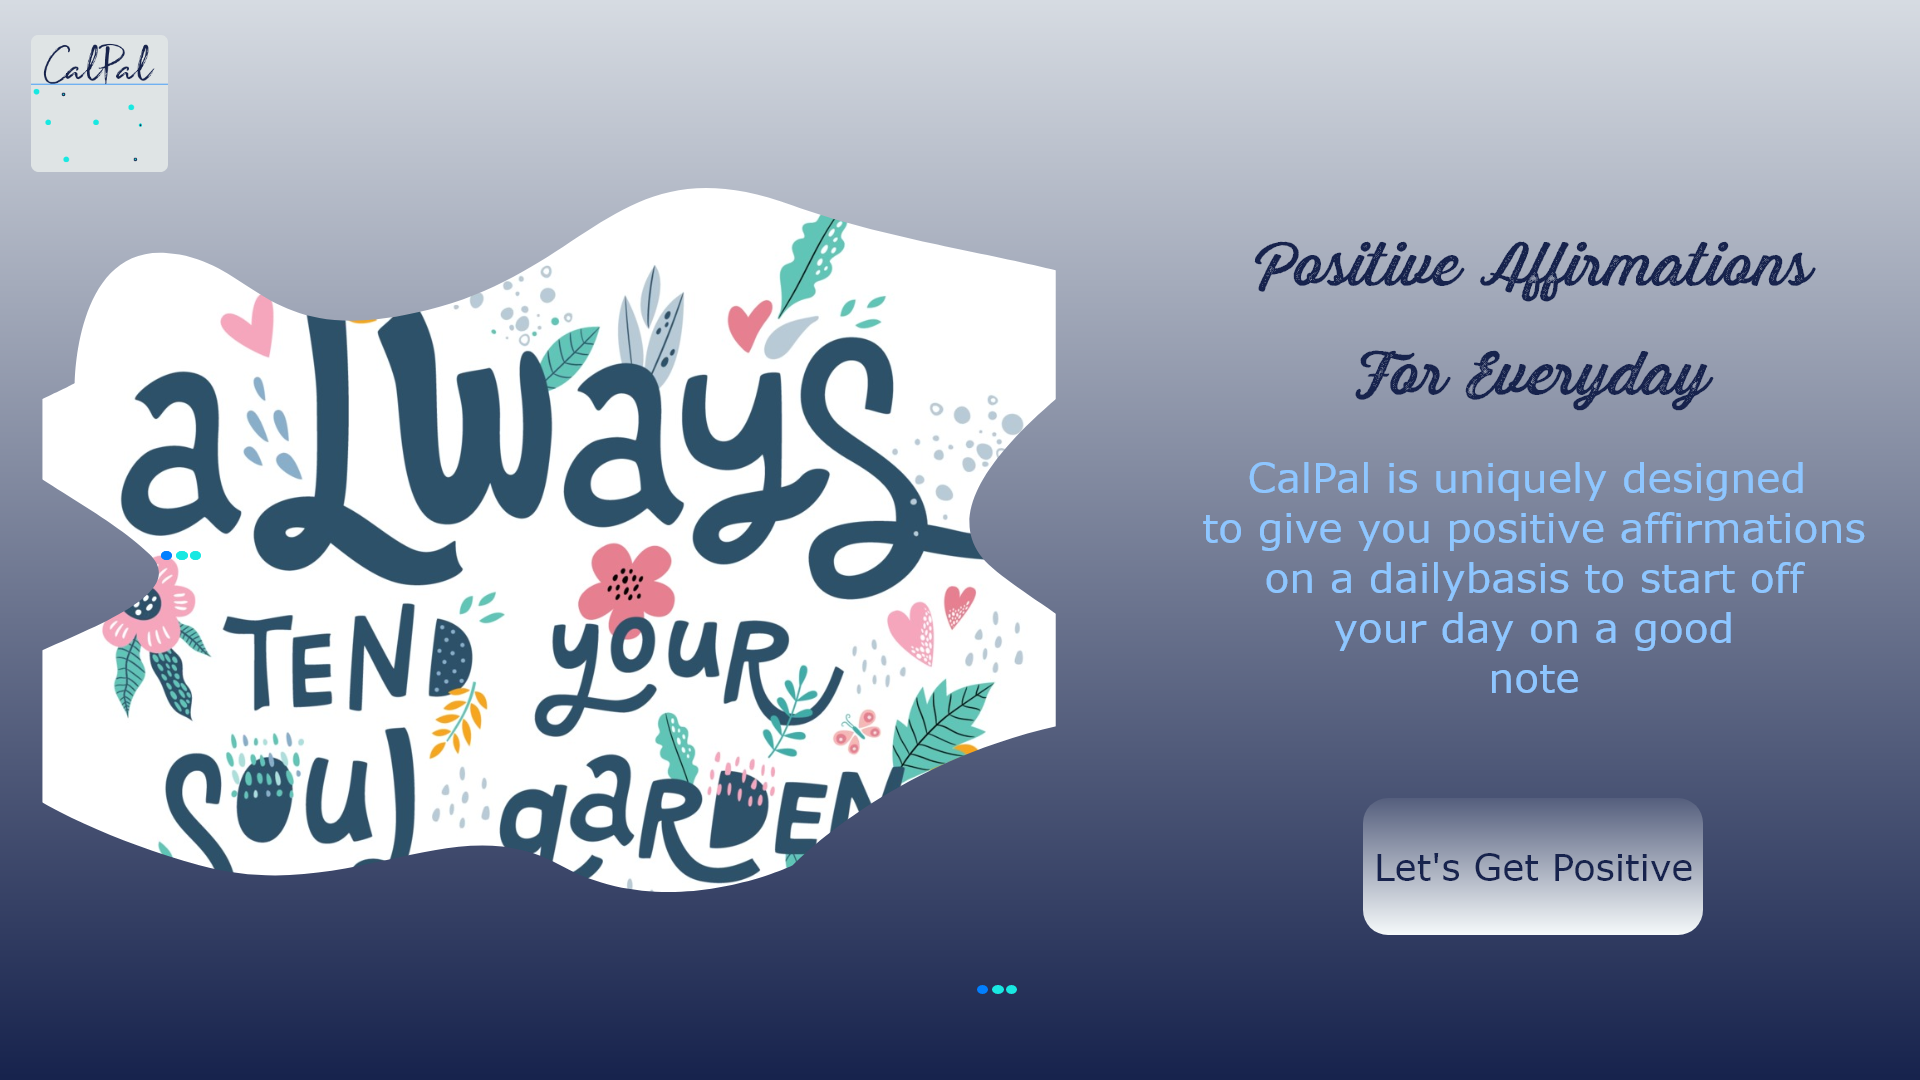 CalPal
aLways
TEND your
Soul gaRDEN
Positive Affirmations
For Everyday
CalPal is uniquely designed
to give you positive affirmations
on a dailybasis to start off
your day on a good
note
Let's Get Positive